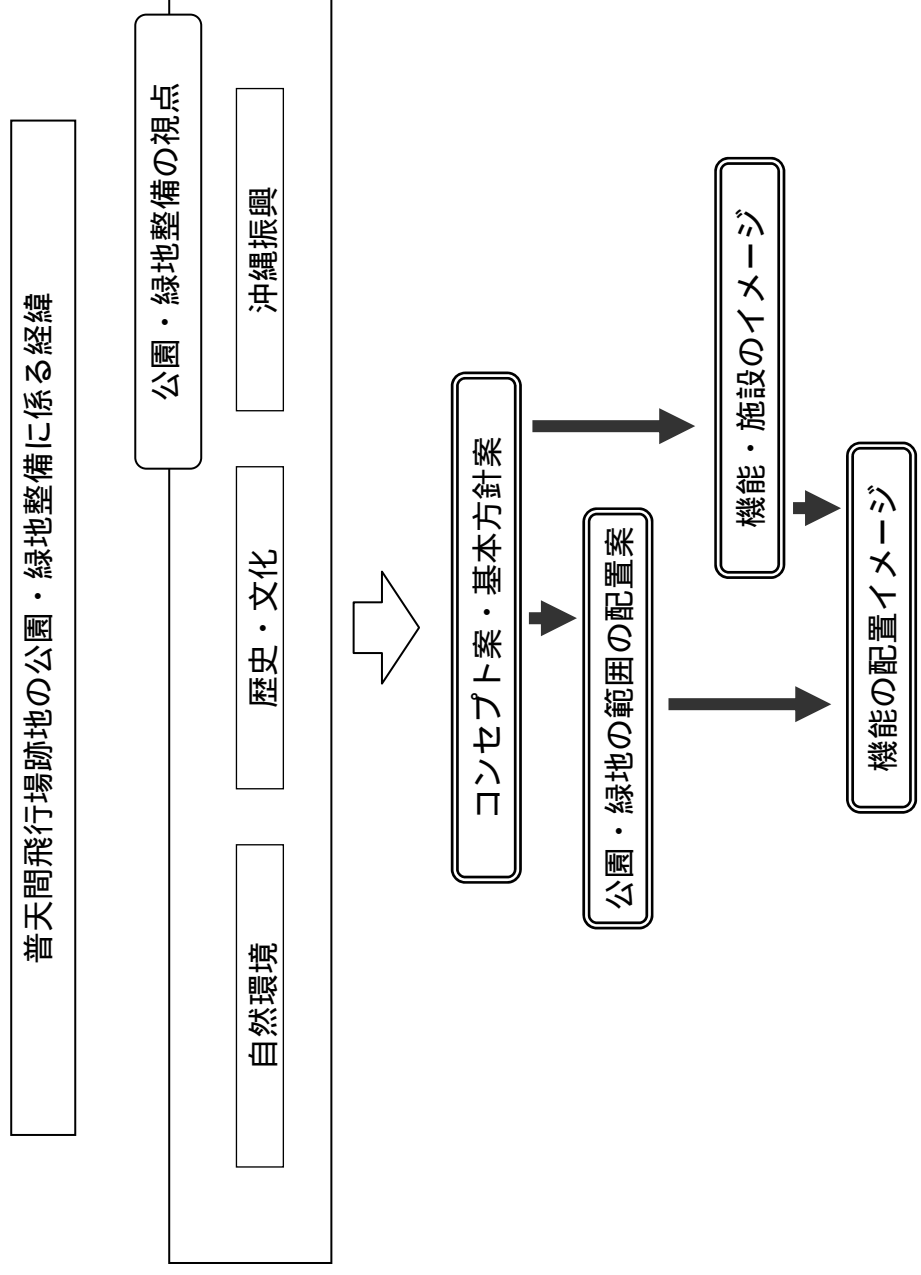 普天間飛行場跡地の公園・緑地整備に係る経緯
公園・緑地整備の視点
自然環境
歴史・文化
沖縄振興
コンセプト案・基本方針案
公園・緑地の範囲の配置案
機能・施設のイメージ
機能の配置イメージ